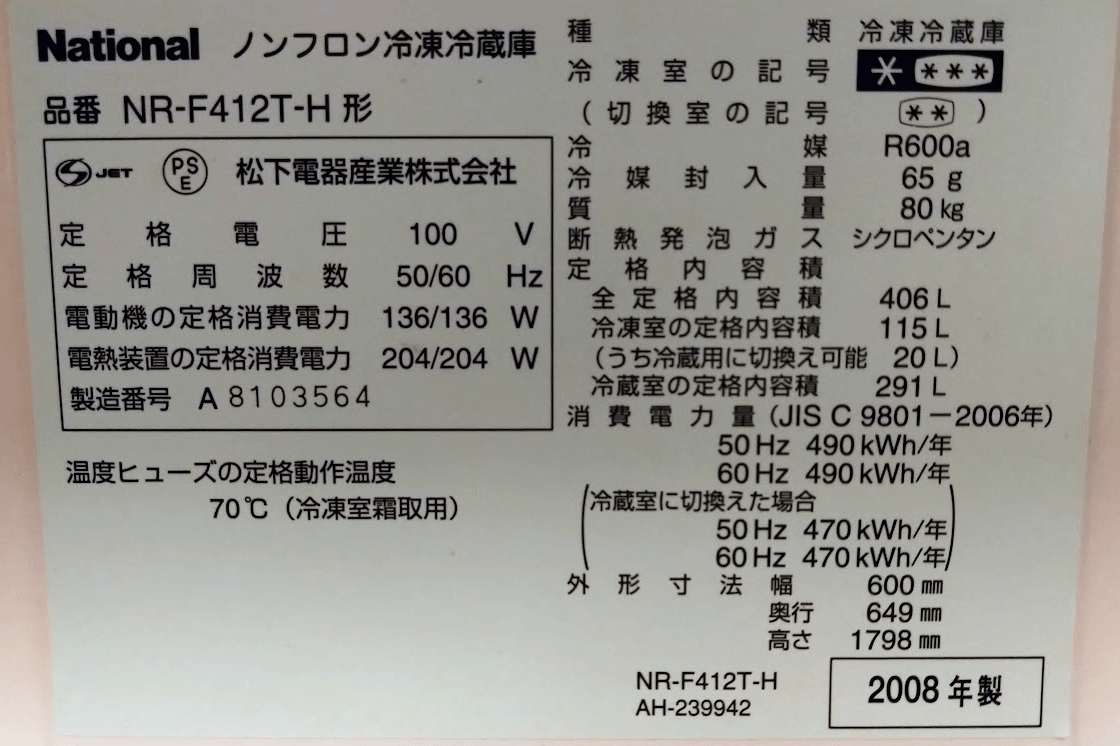 National ノンフロン冷凍冷蔵庫
品番 NR-F412T-H 形
JET PSE 松下電器産業株式会社
定格電圧 100 V
定格周波数 50/60 Hz
電動機の定格消費電力 136/136 W
電熱装置の定格消費電力 204/204 W
製造番号 A 8103564
温度ヒューズの定格動作温度
70℃（冷凍室霜取用）
種類 冷凍冷蔵庫
冷凍室の記号 * ***
（切換室の記号 ** ）
冷媒 R600a
冷媒封入量 65 g
質量 80 kg
断熱発泡ガス シクロペンタン
定格内容積
全定格内容積 406 L
冷凍室の定格内容積 115 L
（うち冷蔵用に切換え可能 20 L）
冷蔵室の定格内容積 291 L
消費電力量（JIS C 9801－2006年）
50 Hz 490 kWh/年
60 Hz 490 kWh/年
（冷蔵室に切換えた場合
50 Hz 470 kWh/年
60 Hz 470 kWh/年）
外形寸法幅 600 mm
奥行 649 mm
高さ 1798 mm
NR-F412T-H
AH-239942
2008 年製